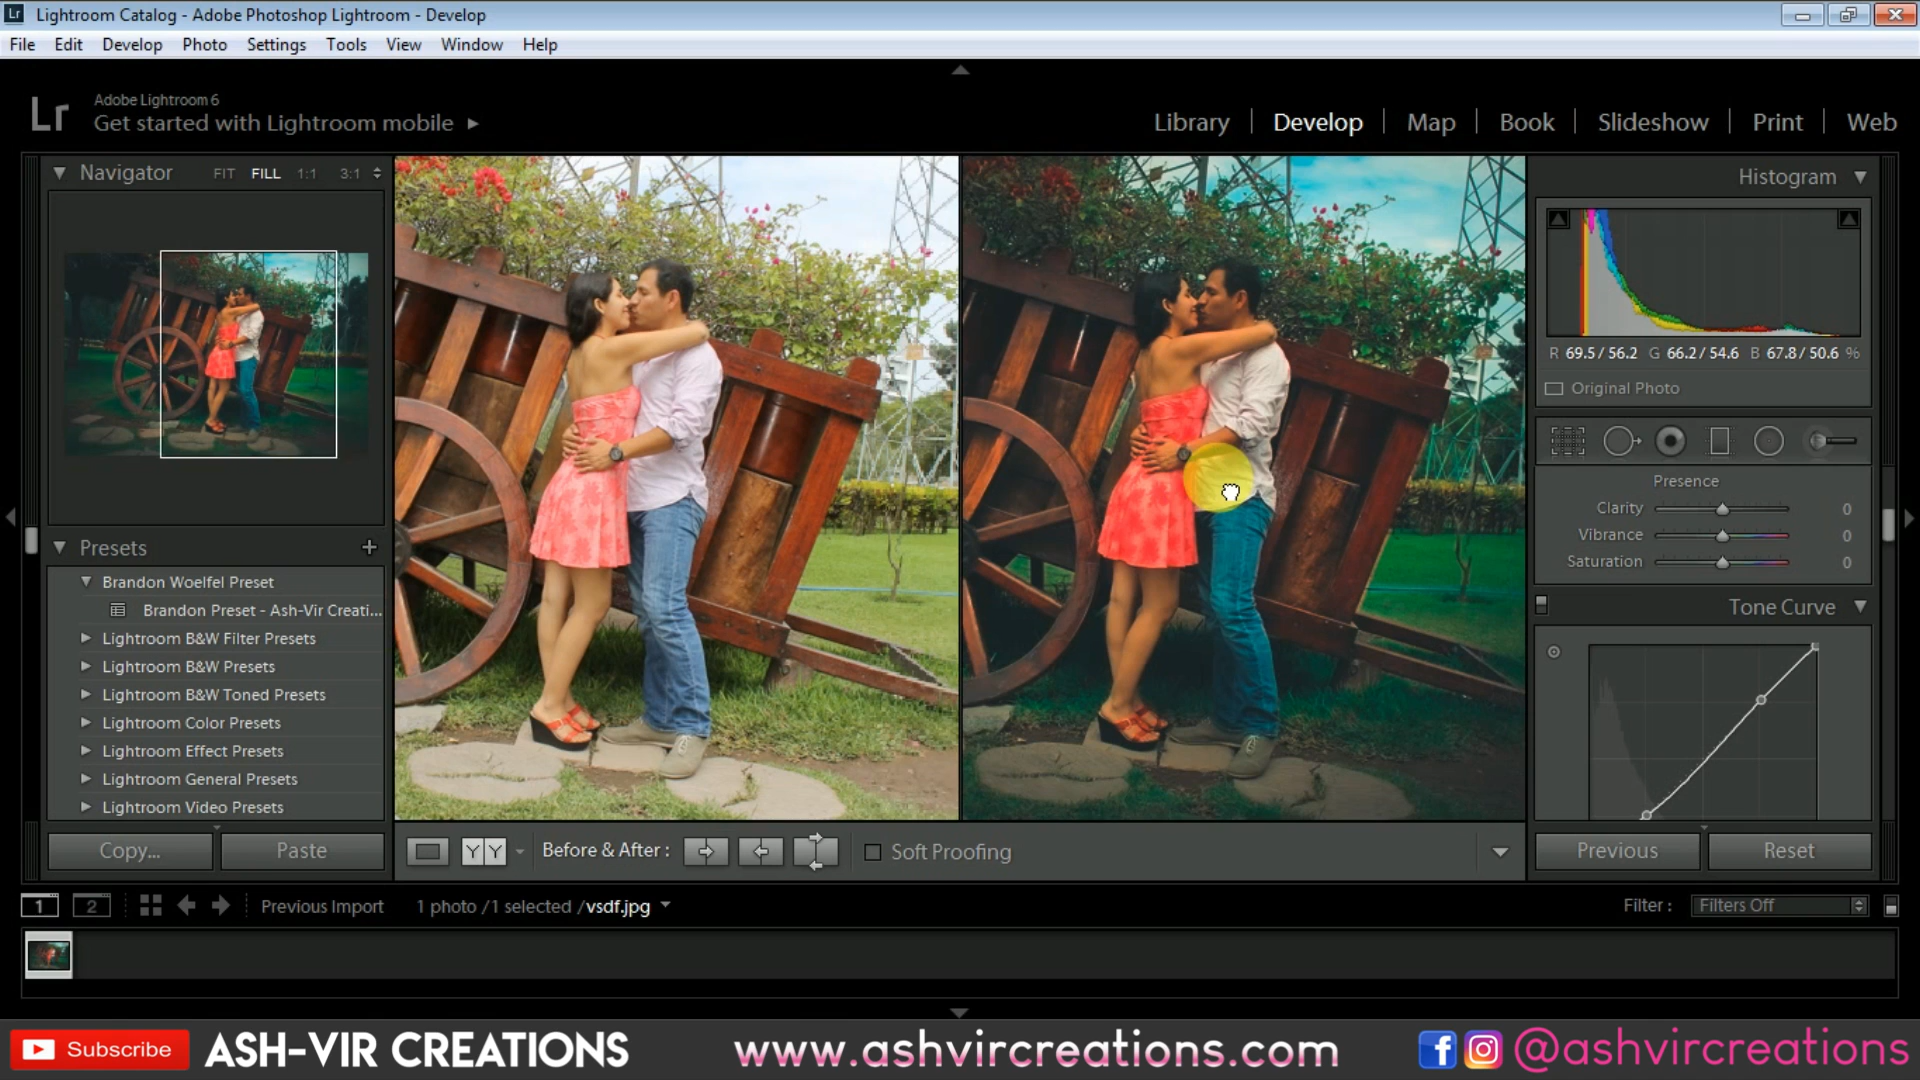 Lr Lightroom Catalog - Adobe Photoshop Lightroom - Develop
File Edit Develop Photo Settings Tools View Window Help
Lr Adobe Lightroom 6
Get started with Lightroom mobile
Library Develop Map Book Slideshow Print Web
Navigator FIT FILL 1:1 3:1
Histogram
R 69.5 / 56.2 G 66.2 / 54.6 B 67.8 / 50.6 %
Original Photo
Presence
Clarity 0
Vibrance 0
Saturation 0
Tone Curve
Presets +
Brandon Woelfel Preset
Brandon Preset - Ash-Vir Creati...
Lightroom B&W Filter Presets
Lightroom B&W Presets
Lightroom B&W Toned Presets
Lightroom Color Presets
Lightroom Effect Presets
Lightroom General Presets
Lightroom Video Presets
Copy... Paste
Y Y Before & After : Soft Proofing
Previous Reset
1 2 Previous Import 1 photo / 1 selected / vsdf.jpg
Filter : Filters Off
Subscribe ASH-VIR CREATIONS www.ashvircreations.com f @ashvircreations